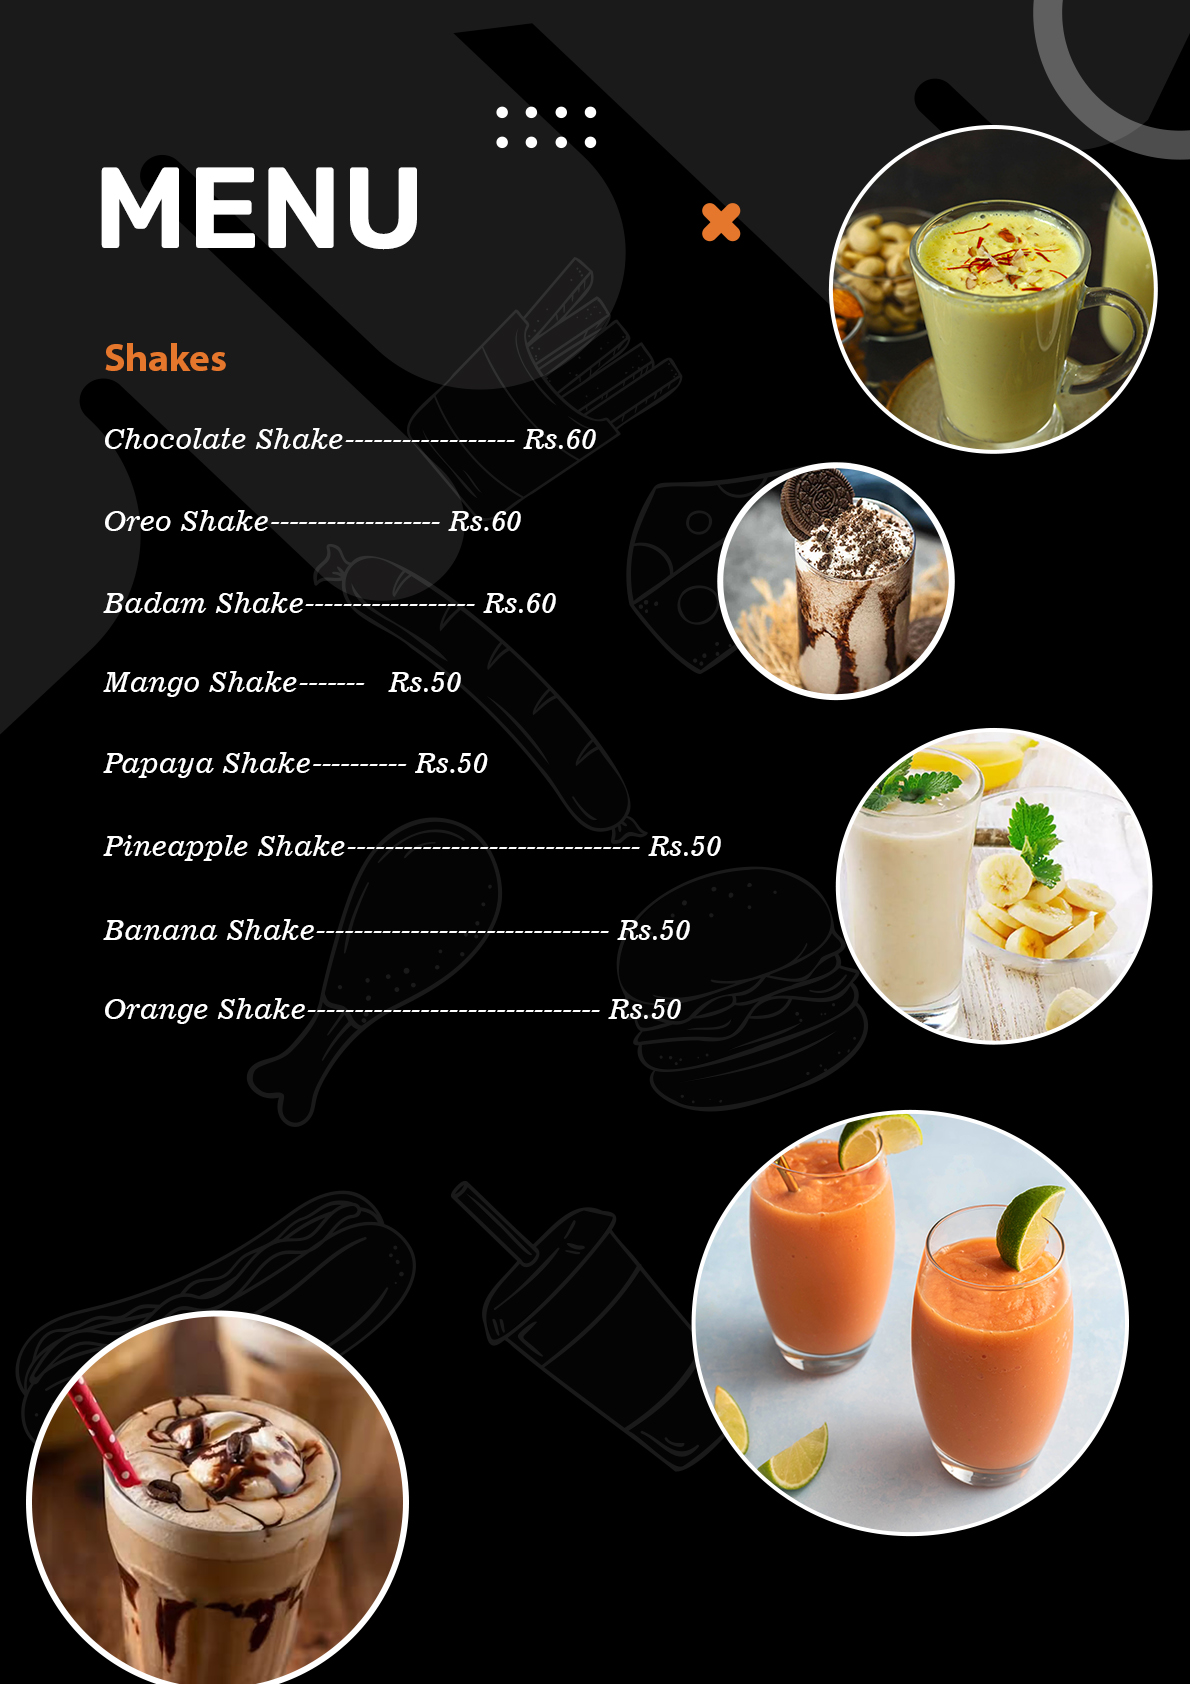 MENU
Shakes
Chocolate Shake------------------ Rs.60
Oreo Shake------------------ Rs.60
Badam Shake------------------ Rs.60
Mango Shake-------   Rs.50
Papaya Shake---------- Rs.50
Pineapple Shake------------------------------- Rs.50
Banana Shake------------------------------- Rs.50
Orange Shake------------------------------- Rs.50